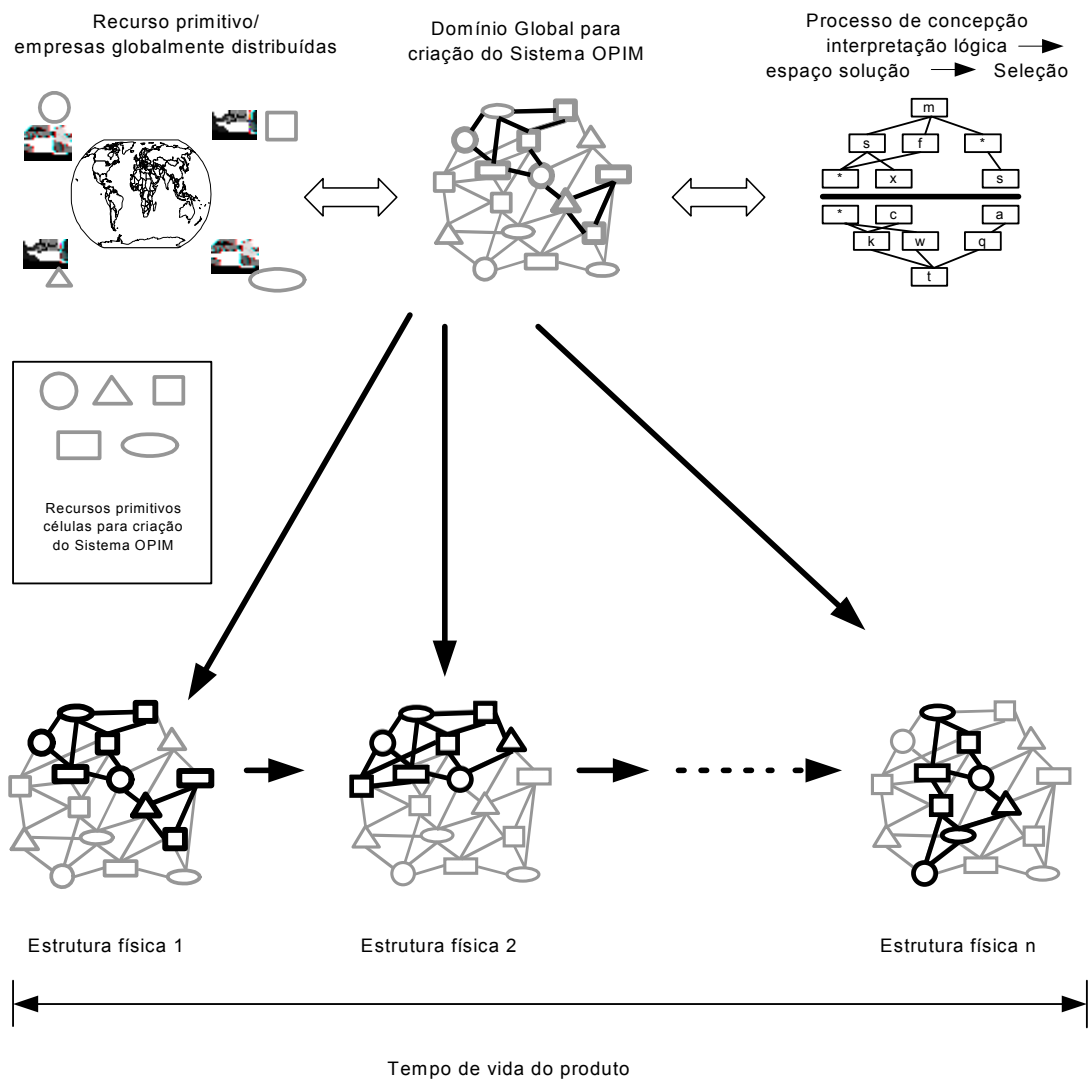 Recurso primitivo/
empresas globalmente distribuídas
Domínio Global para
criação do Sistema OPIM
Processo de concepção
interpretação lógica
espaço solução Seleção
m
s f *
* x s
* c a
k w q
t
Recursos primitivos
células para criação
do Sistema OPIM
Estrutura física 1
Estrutura física 2
Estrutura física n
Tempo de vida do produto